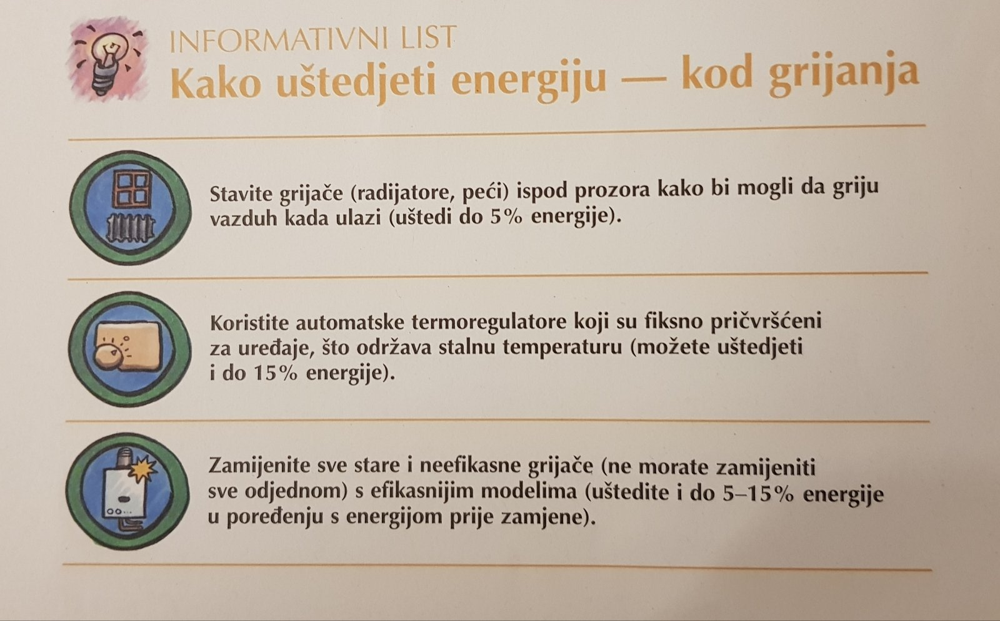 INFORMATIVNI LIST
Kako uštedjeti energiju — kod grijanja
Stavite grijače (radijatore, peći) ispod prozora kako bi mogli da griju
vazduh kada ulazi (uštedi do 5% energije).
Koristite automatske termoregulatore koji su fiksno pričvršćeni
za uređaje, što održava stalnu temperaturu (možete uštedjeti
i do 15% energije).
Zamijenite sve stare i neefikasne grijače (ne morate zamijeniti
sve odjednom) s efikasnijim modelima (uštedite i do 5–15% energije
u poređenju s energijom prije zamjene).